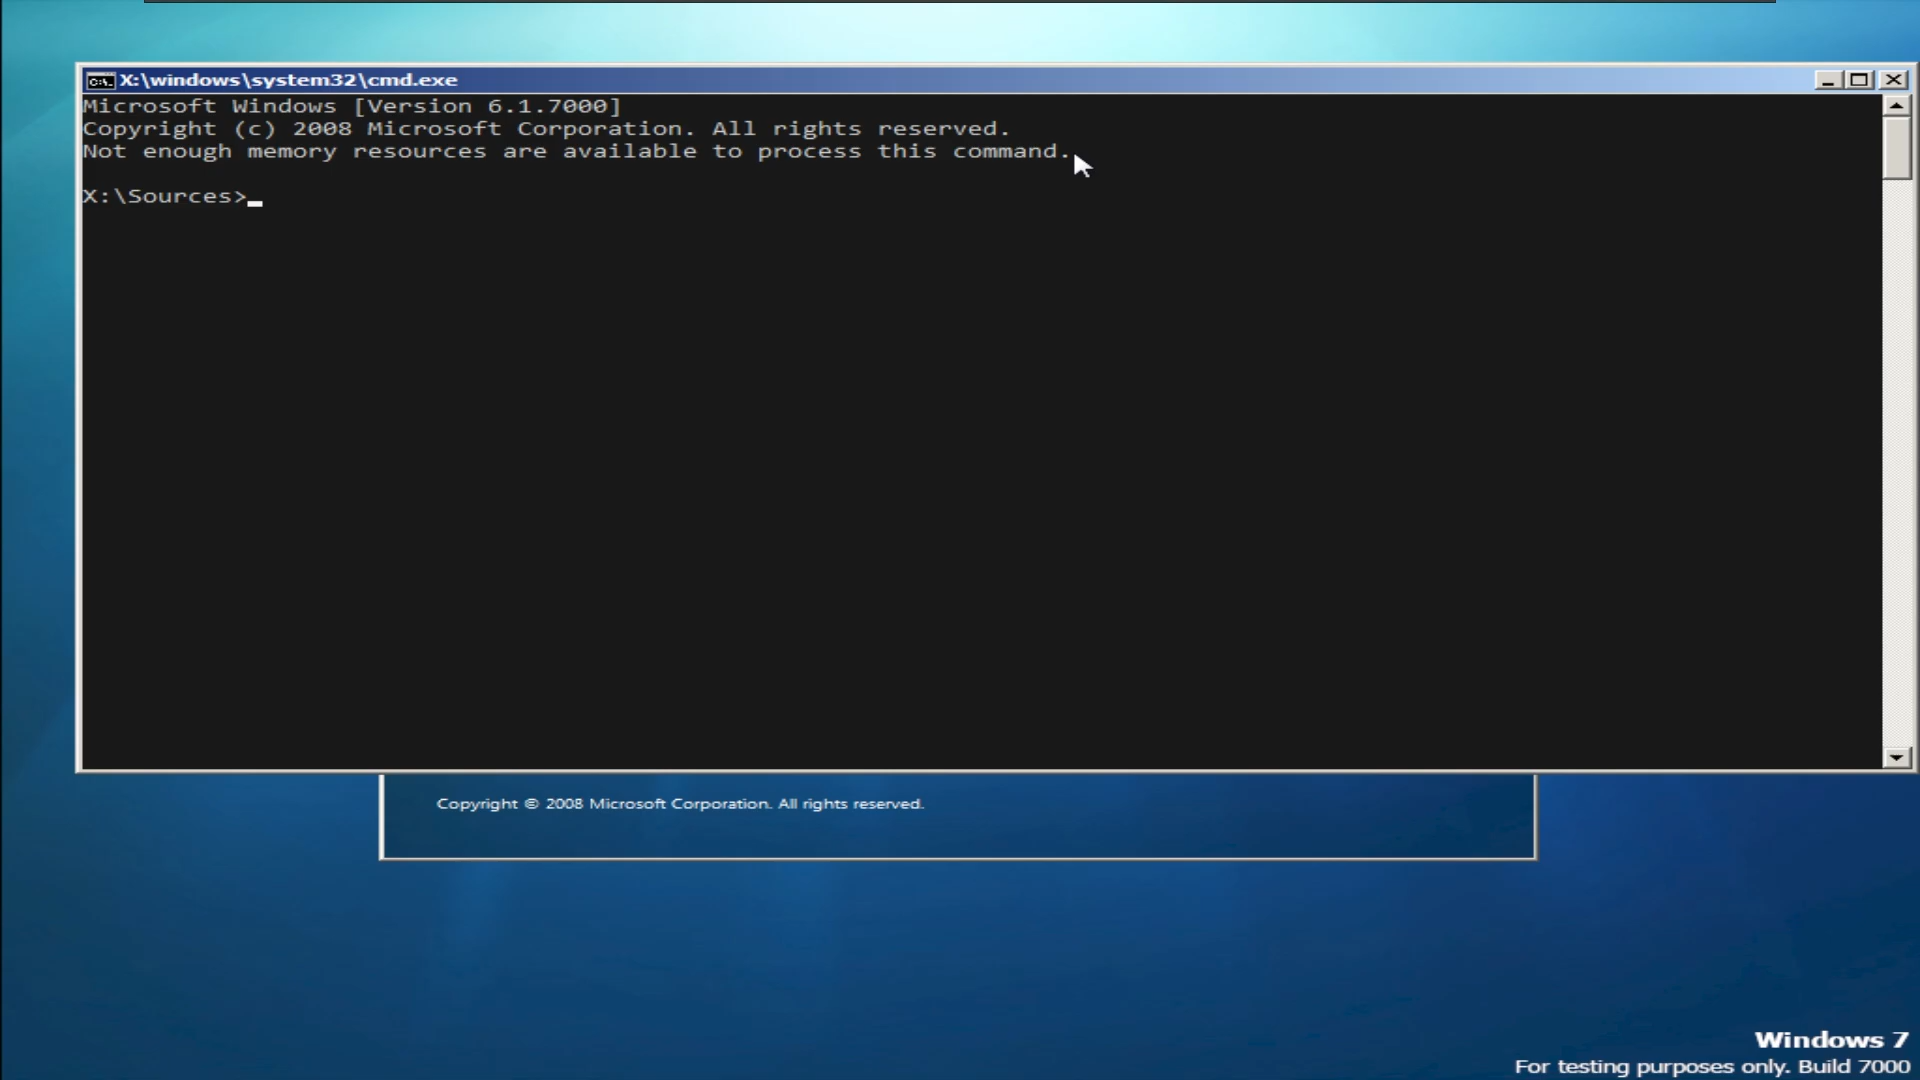 X:\windows\system32\cmd.exe
Microsoft Windows [Version 6.1.7000]
Copyright (c) 2008 Microsoft Corporation. All rights reserved.
Not enough memory resources are available to process this command.
X:\Sources>
Copyright © 2008 Microsoft Corporation. All rights reserved.
Windows 7
For testing purposes only. Build 7000